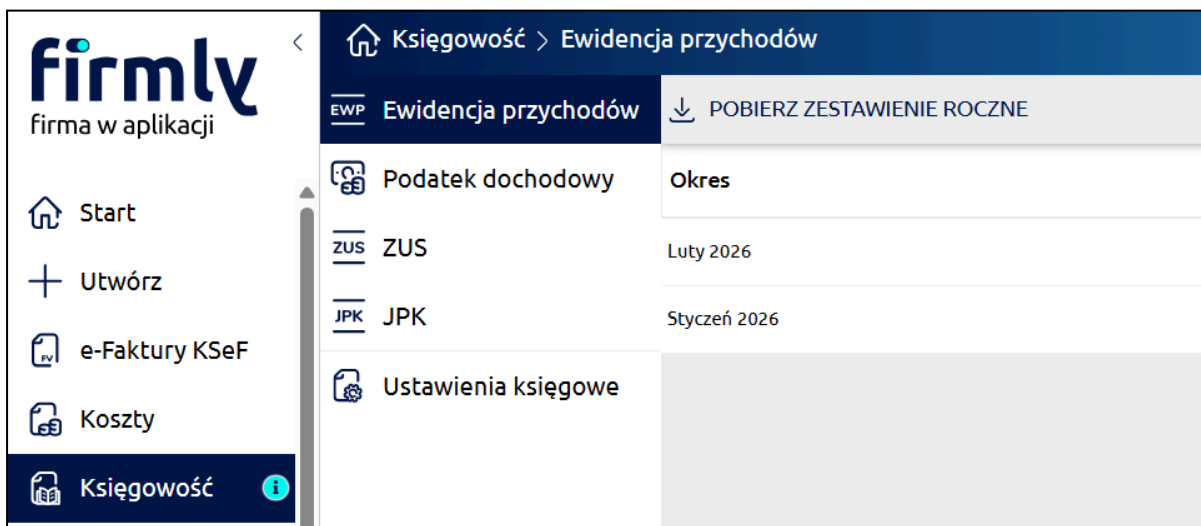 firmly
firma w aplikacji
Start
Utwórz
FV
e-Faktury KSeF
Koszty
Księgowość
i
Księgowość > Ewidencja przychodów
EWP Ewidencja przychodów
Podatek dochodowy
ZUS ZUS
JPK JPK
Ustawienia księgowe
POBIERZ ZESTAWIENIE ROCZNE
Okres
Luty 2026
Styczeń 2026